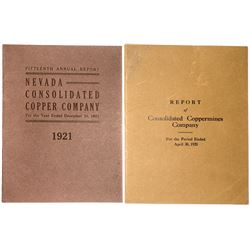 FIFTEENTH ANNUAL REPORT
NEVADA
CONSOLIDATED
COPPER COMPANY
For the Year Ended December 31, 1921
1921
REPORT
of
Consolidated Coppermines
Company
For the Period Ended
April 30, 1921